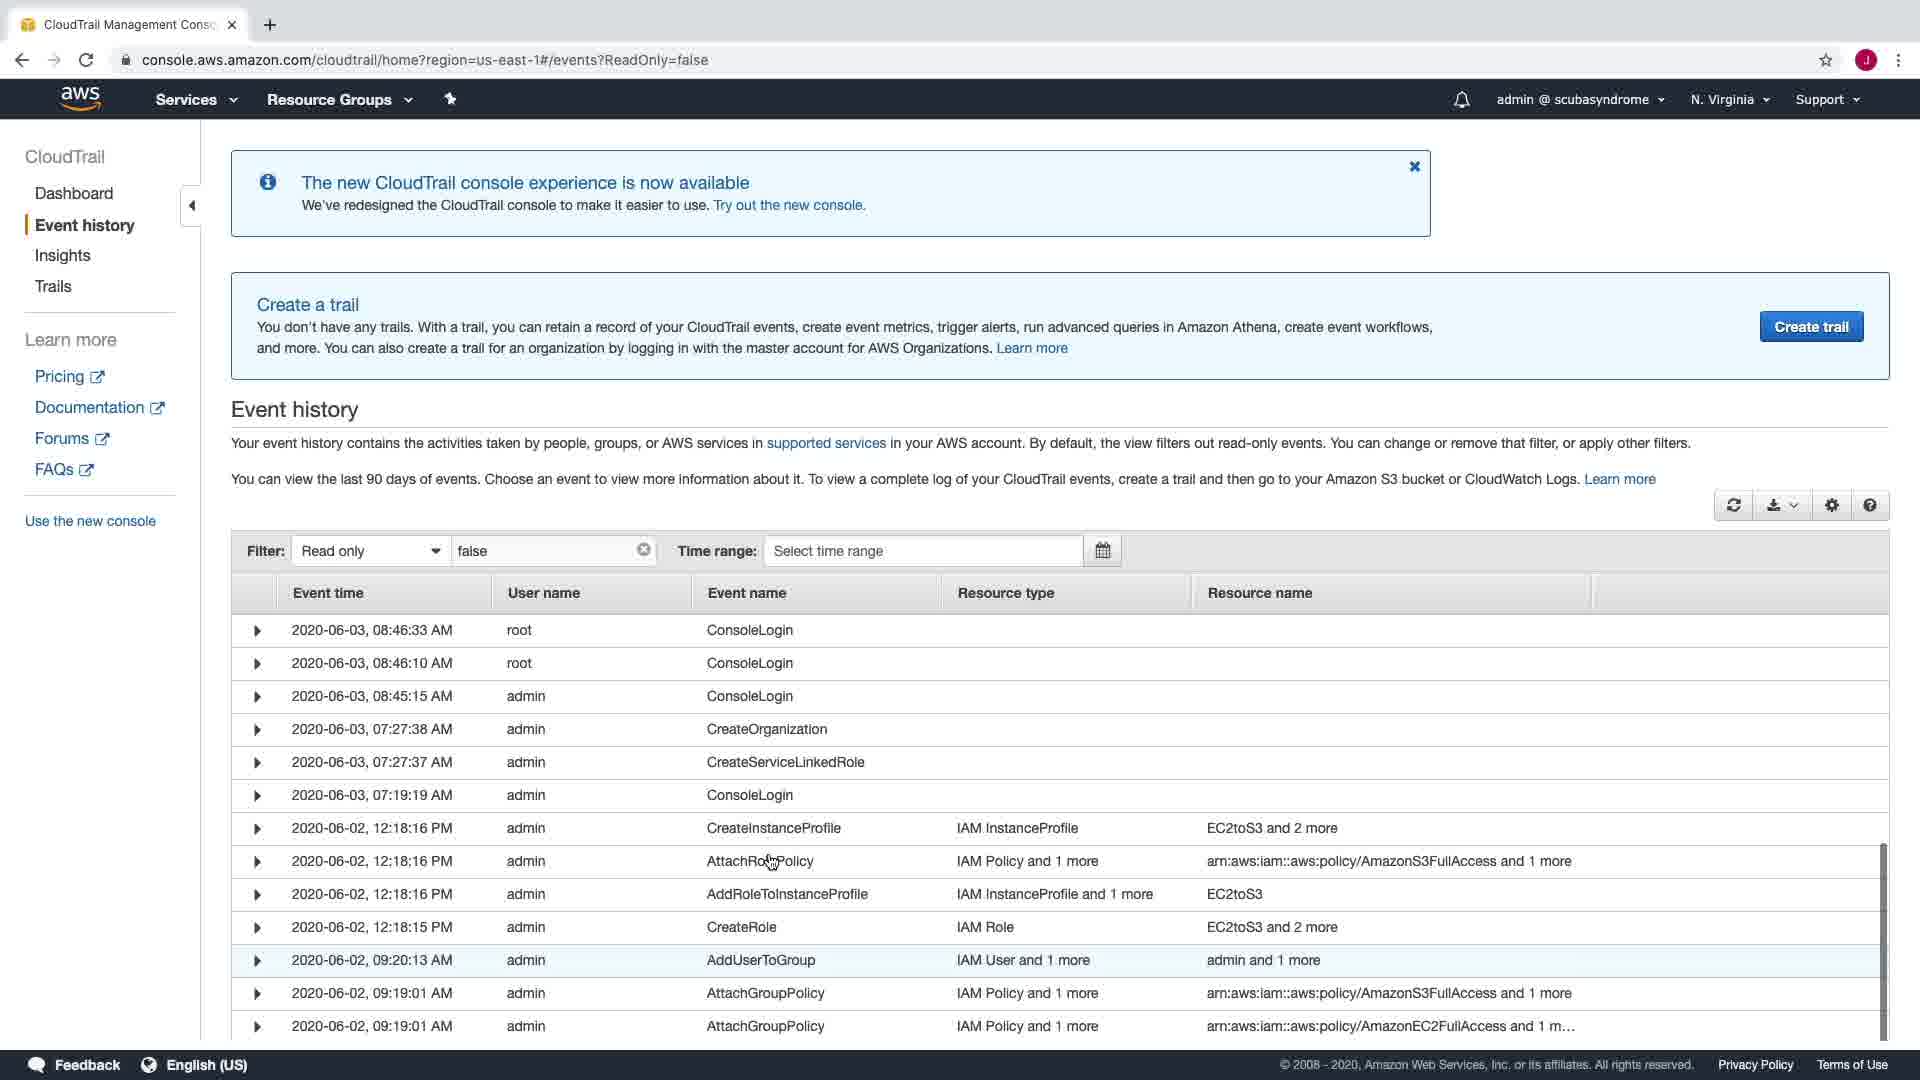 CloudTrail Management Conso
console.aws.amazon.com/cloudtrail/home?region=us-east-1#/events?ReadOnly=false
J
aws
Services
Resource Groups
admin @ scubasyndrome
N. Virginia
Support
CloudTrail
Dashboard
Event history
Insights
Trails
Learn more
Pricing
Documentation
Forums
FAQs
Use the new console
The new CloudTrail console experience is now available
We've redesigned the CloudTrail console to make it easier to use. Try out the new console.
Create a trail
You don't have any trails. With a trail, you can retain a record of your CloudTrail events, create event metrics, trigger alerts, run advanced queries in Amazon Athena, create event workflows,
and more. You can also create a trail for an organization by logging in with the master account for AWS Organizations. Learn more
Create trail
Event history
Your event history contains the activities taken by people, groups, or AWS services in supported services in your AWS account. By default, the view filters out read-only events. You can change or remove that filter, or apply other filters.
You can view the last 90 days of events. Choose an event to view more information about it. To view a complete log of your CloudTrail events, create a trail and then go to your Amazon S3 bucket or CloudWatch Logs. Learn more
Filter: Read only false Time range: Select time range
Event time User name Event name Resource type Resource name
2020-06-03, 08:46:33 AM root ConsoleLogin
2020-06-03, 08:46:10 AM root ConsoleLogin
2020-06-03, 08:45:15 AM admin ConsoleLogin
2020-06-03, 07:27:38 AM admin CreateOrganization
2020-06-03, 07:27:37 AM admin CreateServiceLinkedRole
2020-06-03, 07:19:19 AM admin ConsoleLogin
2020-06-02, 12:18:16 PM admin CreateInstanceProfile IAM InstanceProfile EC2toS3 and 2 more
2020-06-02, 12:18:16 PM admin AttachRolePolicy IAM Policy and 1 more arn:aws:iam::aws:policy/AmazonS3FullAccess and 1 more
2020-06-02, 12:18:16 PM admin AddRoleToInstanceProfile IAM InstanceProfile and 1 more EC2toS3
2020-06-02, 12:18:15 PM admin CreateRole IAM Role EC2toS3 and 2 more
2020-06-02, 09:20:13 AM admin AddUserToGroup IAM User and 1 more admin and 1 more
2020-06-02, 09:19:01 AM admin AttachGroupPolicy IAM Policy and 1 more arn:aws:iam::aws:policy/AmazonS3FullAccess and 1 more
2020-06-02, 09:19:01 AM admin AttachGroupPolicy IAM Policy and 1 more arn:aws:iam::aws:policy/AmazonEC2FullAccess and 1 m...
Feedback
English (US)
© 2008 - 2020, Amazon Web Services, Inc. or its affiliates. All rights reserved.
Privacy Policy
Terms of Use